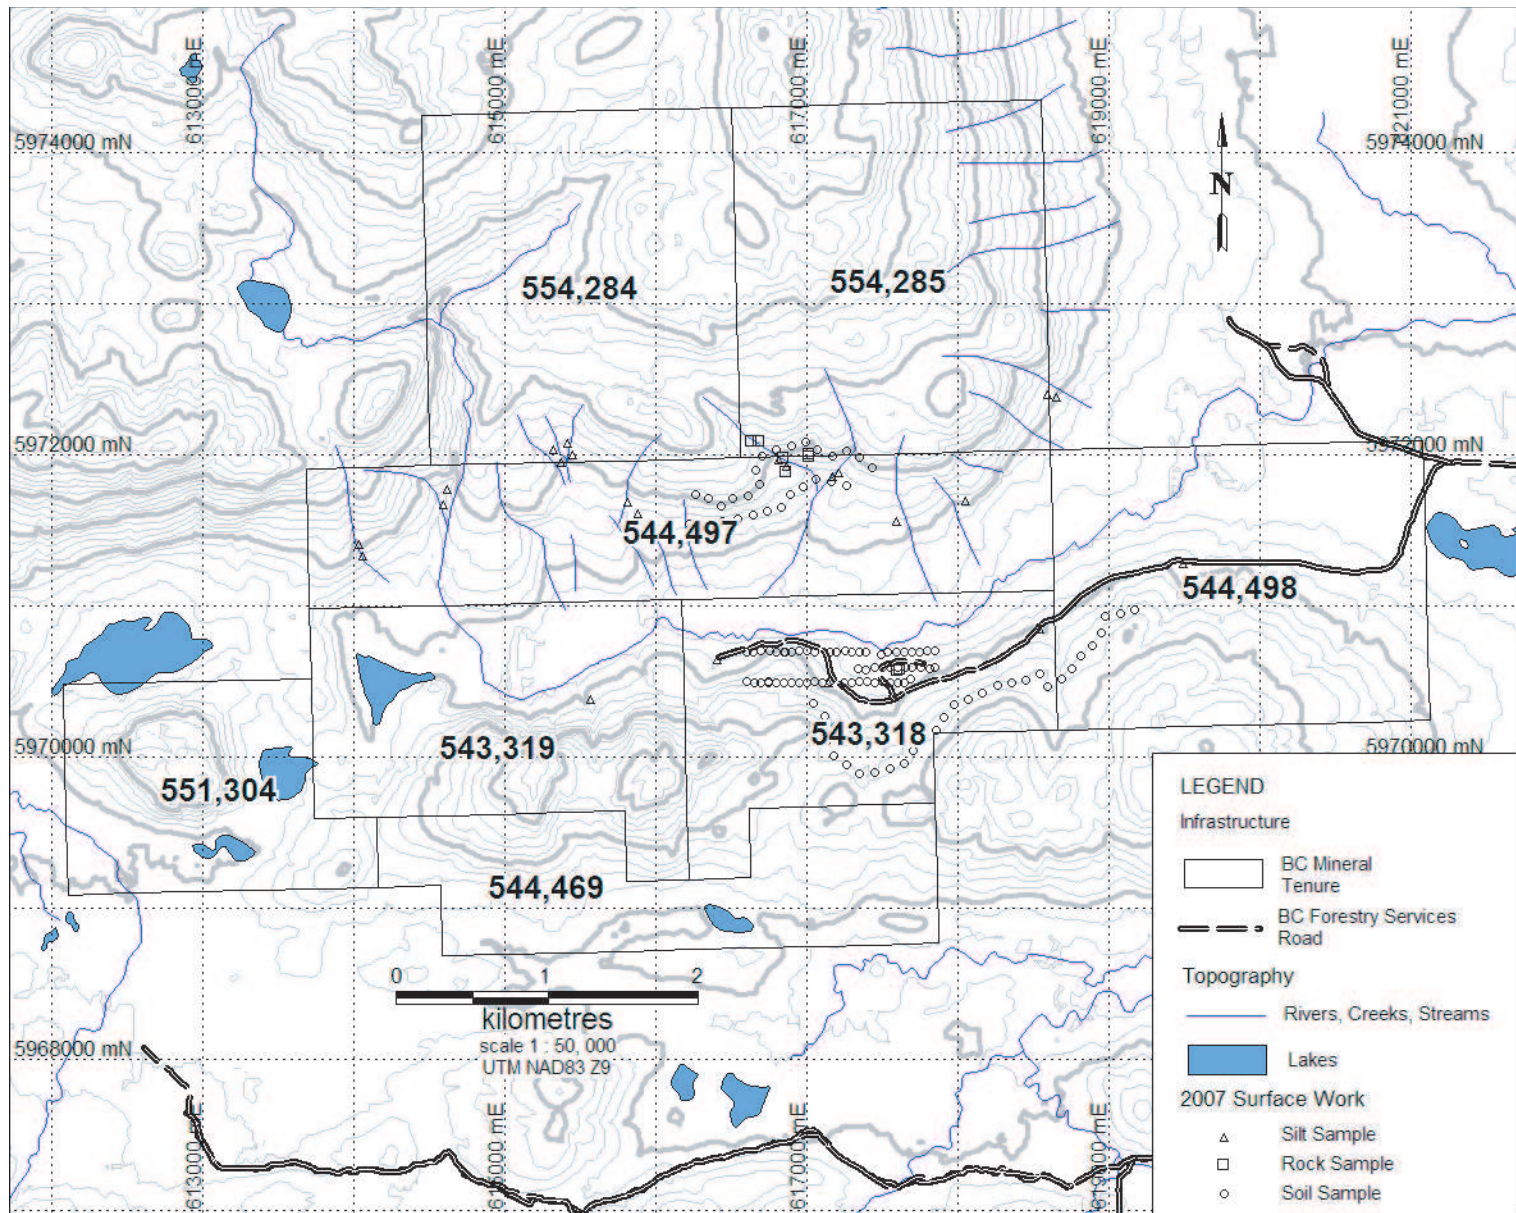 613000 mE
615000 mE
617000 mE
619000 mE
621000 mE
5974000 mN
5974000 mN
N
554,284
554,285
5972000 mN
5972000 mN
544,497
544,498
543,318
543,319
5970000 mN
5970000 mN
551,304
544,469
0 1 2
kilometres
scale 1 : 50, 000
UTM NAD83 Z9
5968000 mN
613000 mE
615000 mE
617000 mE
619000 mE
LEGEND
Infrastructure
BC Mineral
Tenure
BC Forestry Services
Road
Topography
Rivers, Creeks, Streams
Lakes
2007 Surface Work
Silt Sample
Rock Sample
Soil Sample